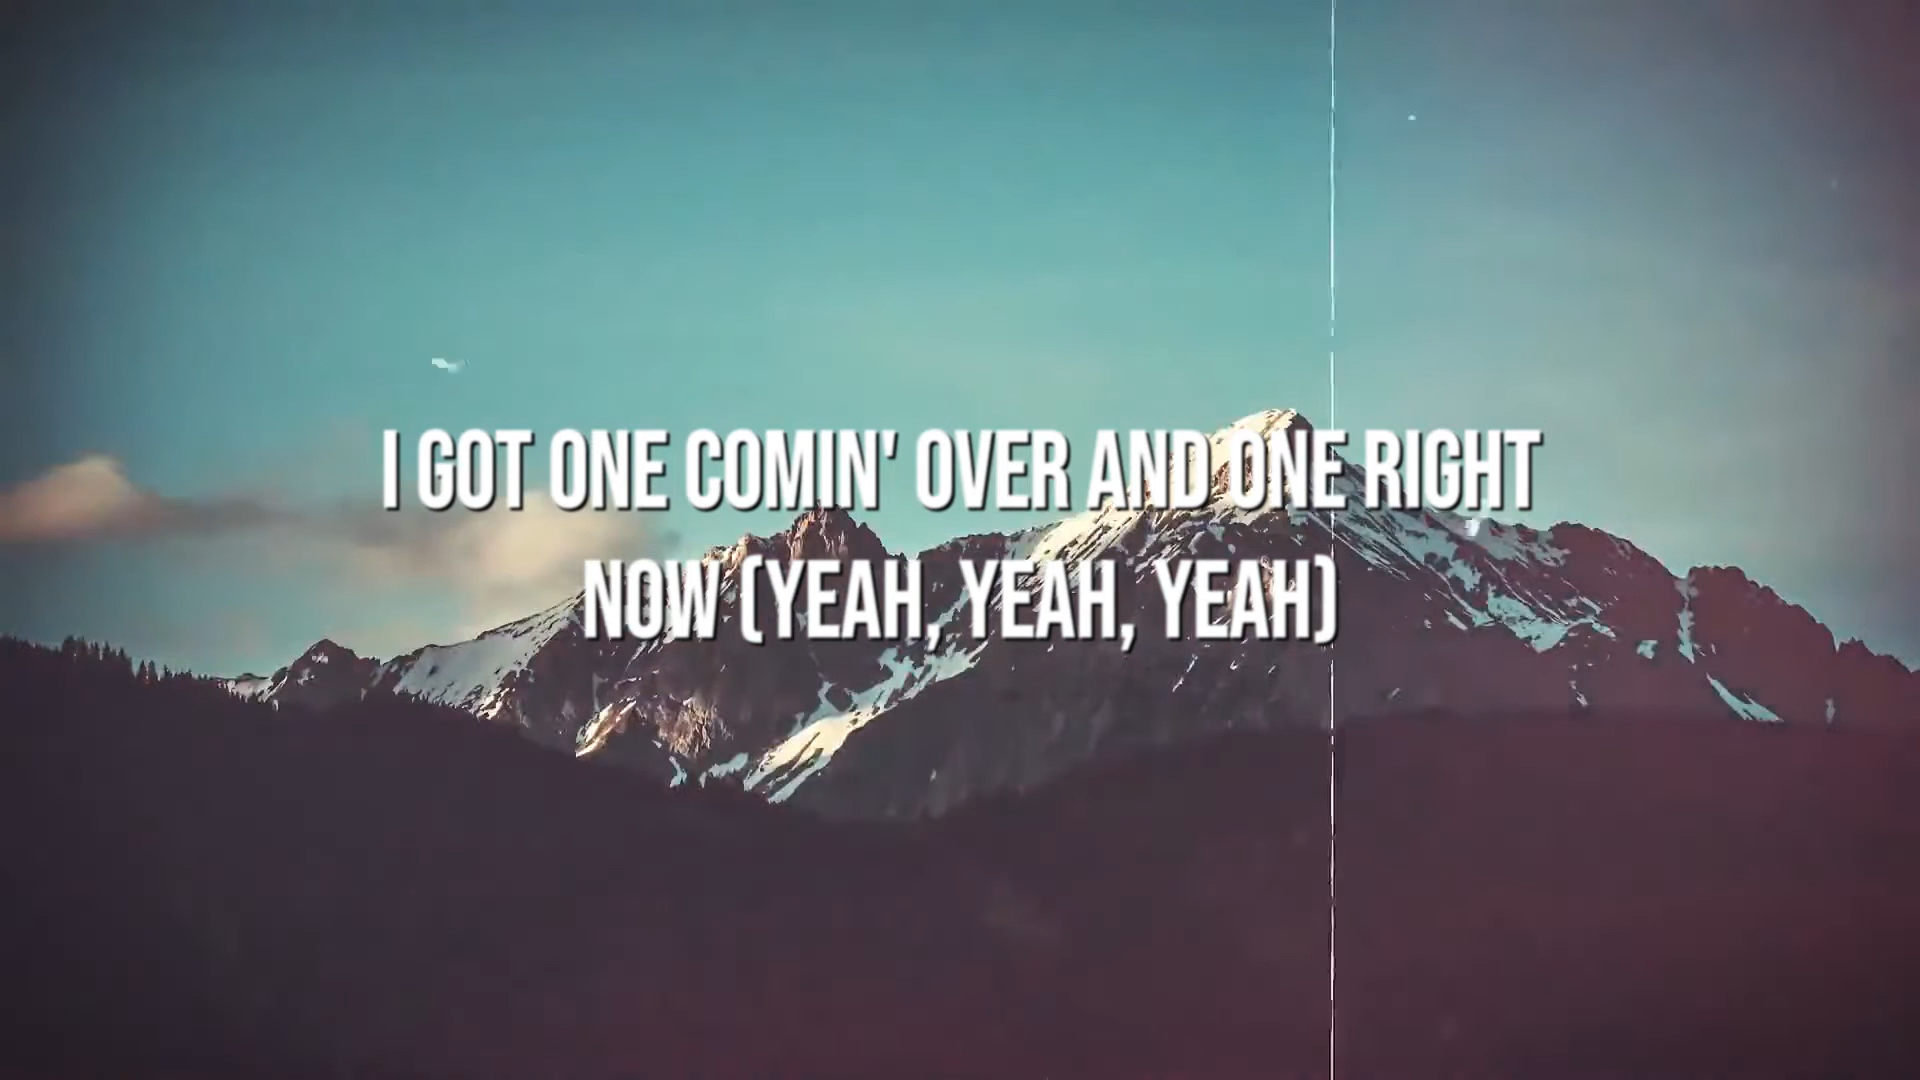 I GOT ONE COMIN' OVER AND ONE RIGHT
NOW (YEAH, YEAH, YEAH)